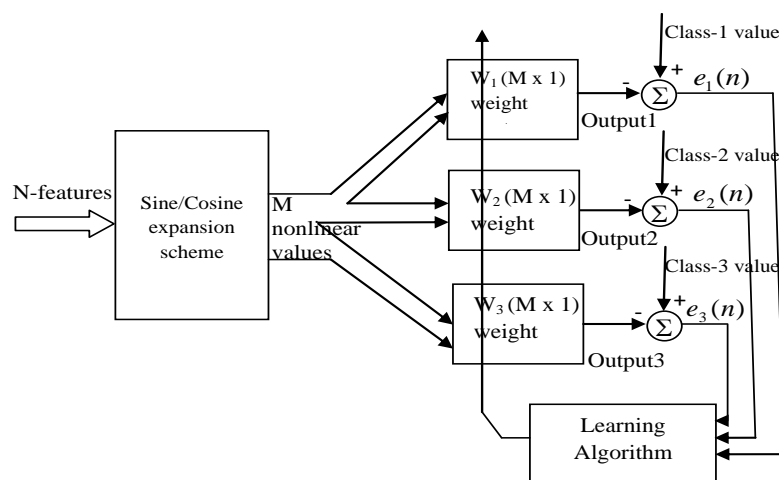 N-features
Sine/Cosine
expansion
scheme
M
nonlinear
values
W₁ (M x 1)
weight
-
Output1
Class-1 value
+
Σ
e₁(n)
W₂ (M x 1)
weight
-
Output2
Class-2 value
+
Σ
e₂(n)
W₃ (M x 1)
weight
-
Output3
Class-3 value
+
Σ
e₃(n)
Learning
Algorithm